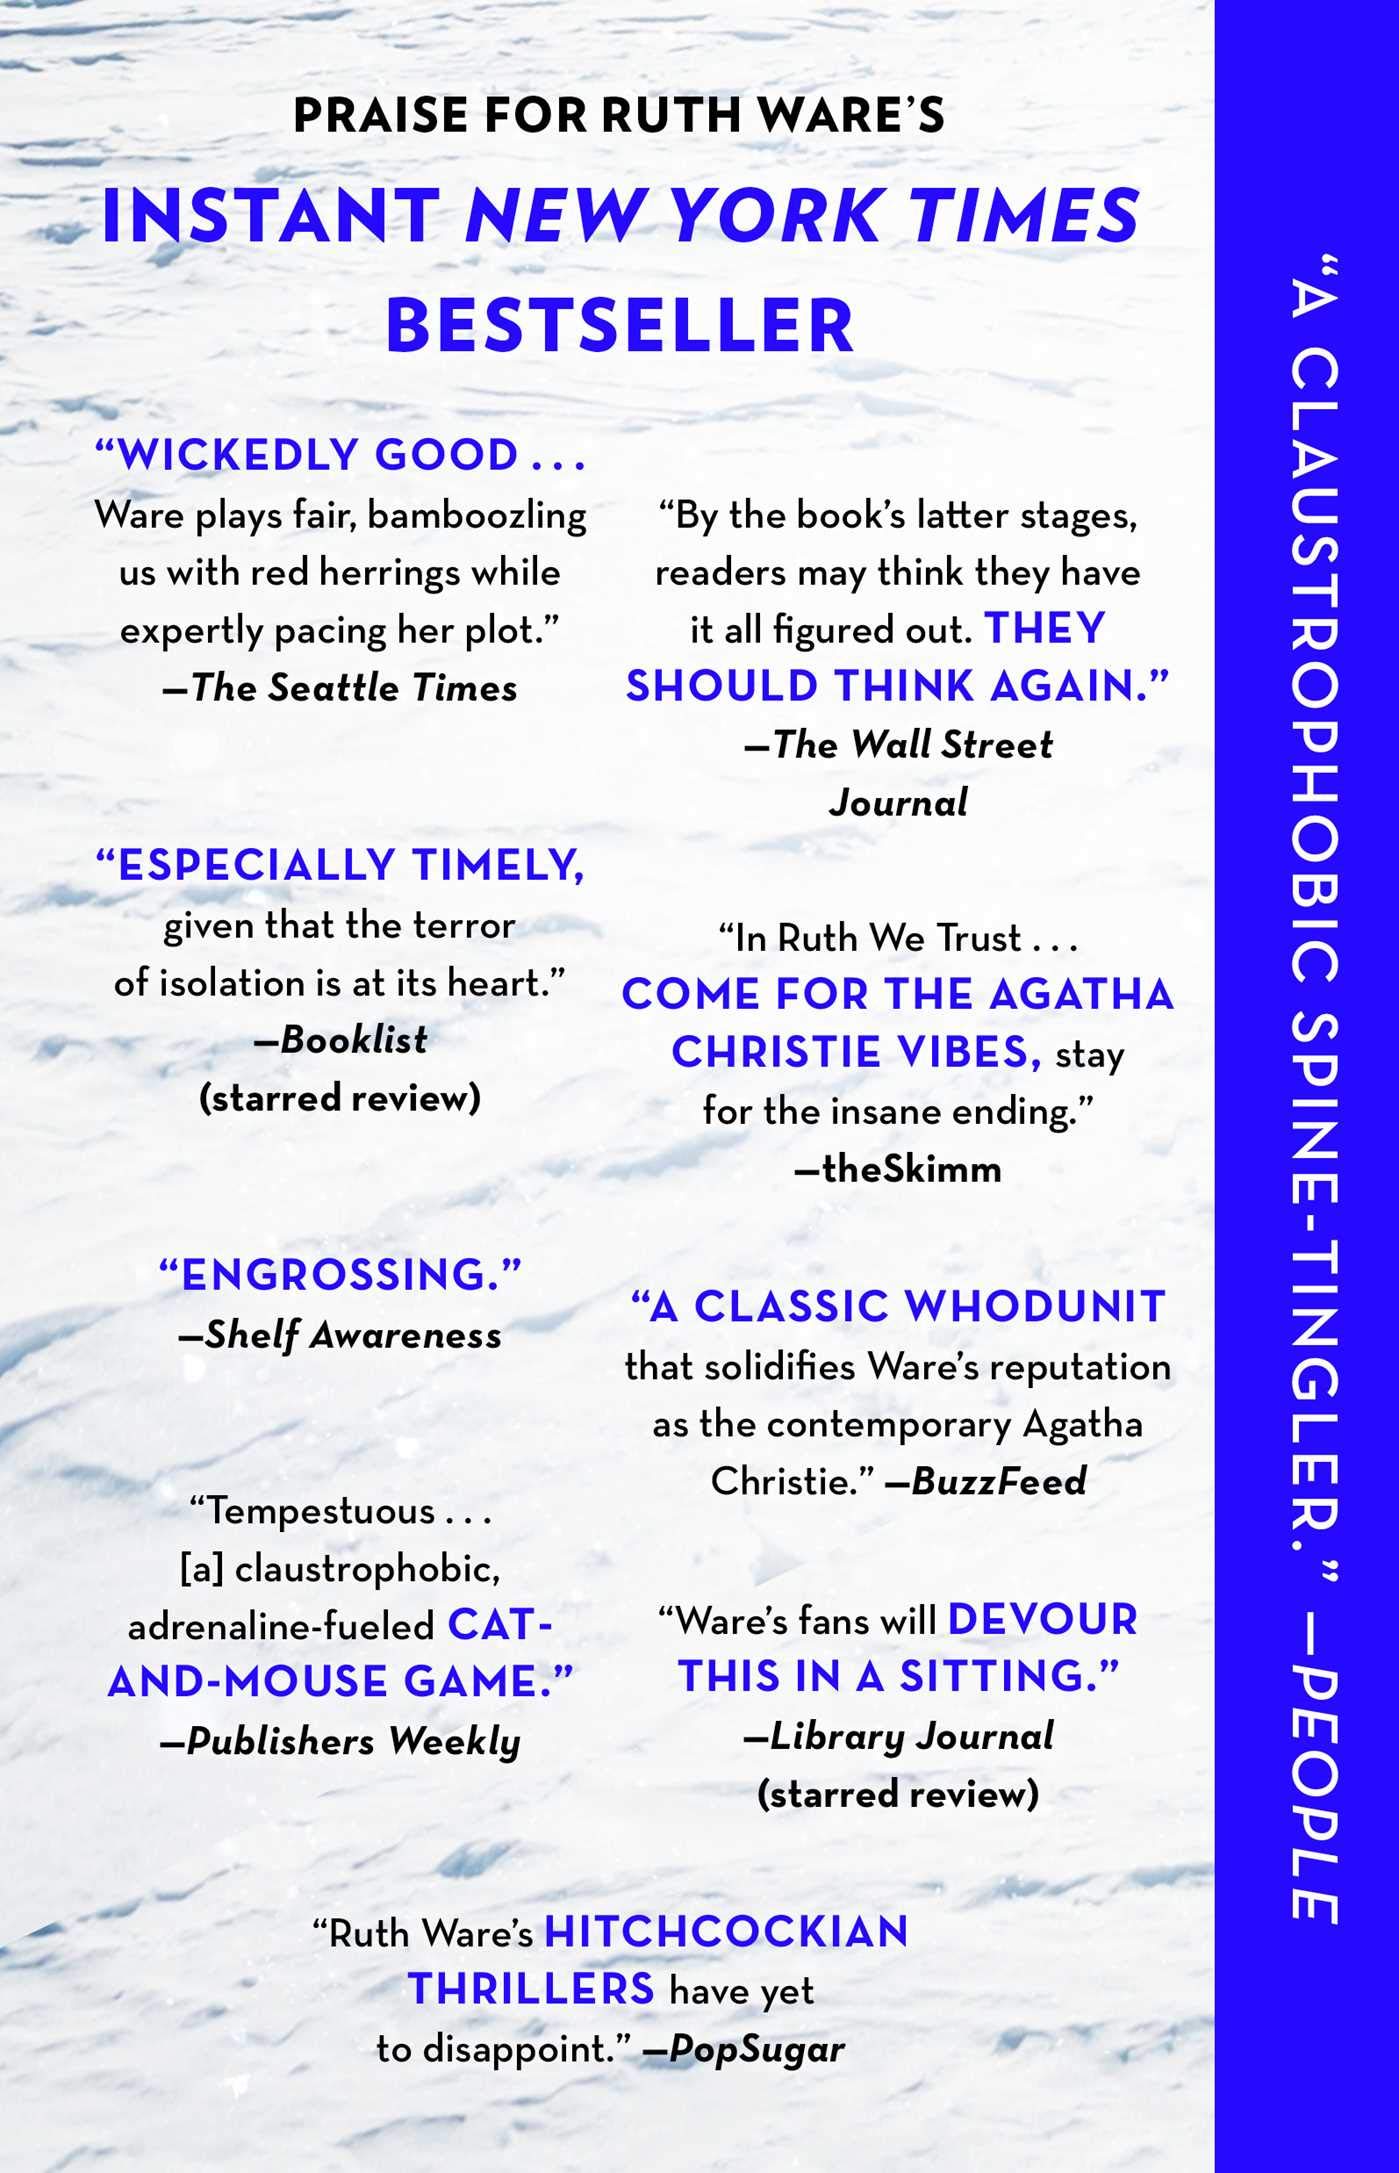 PRAISE FOR RUTH WARE’S
INSTANT NEW YORK TIMES
BESTSELLER
“WICKEDLY GOOD . . .
Ware plays fair, bamboozling
us with red herrings while
expertly pacing her plot.”
—The Seattle Times
“ESPECIALLY TIMELY,
given that the terror
of isolation is at its heart.”
—Booklist
(starred review)
“ENGROSSING.”
—Shelf Awareness
“Tempestuous . . .
[a] claustrophobic,
adrenaline-fueled CAT-
AND-MOUSE GAME.”
—Publishers Weekly
“By the book’s latter stages,
readers may think they have
it all figured out. THEY
SHOULD THINK AGAIN.”
—The Wall Street
Journal
“In Ruth We Trust . . .
COME FOR THE AGATHA
CHRISTIE VIBES, stay
for the insane ending.”
—theSkimm
“A CLASSIC WHODUNIT
that solidifies Ware’s reputation
as the contemporary Agatha
Christie.” —BuzzFeed
“Ware’s fans will DEVOUR
THIS IN A SITTING.”
—Library Journal
(starred review)
“Ruth Ware’s HITCHCOCKIAN
THRILLERS have yet
to disappoint.” —PopSugar
“A CLAUSTROPHOBIC SPINE-TINGLER.” —PEOPLE